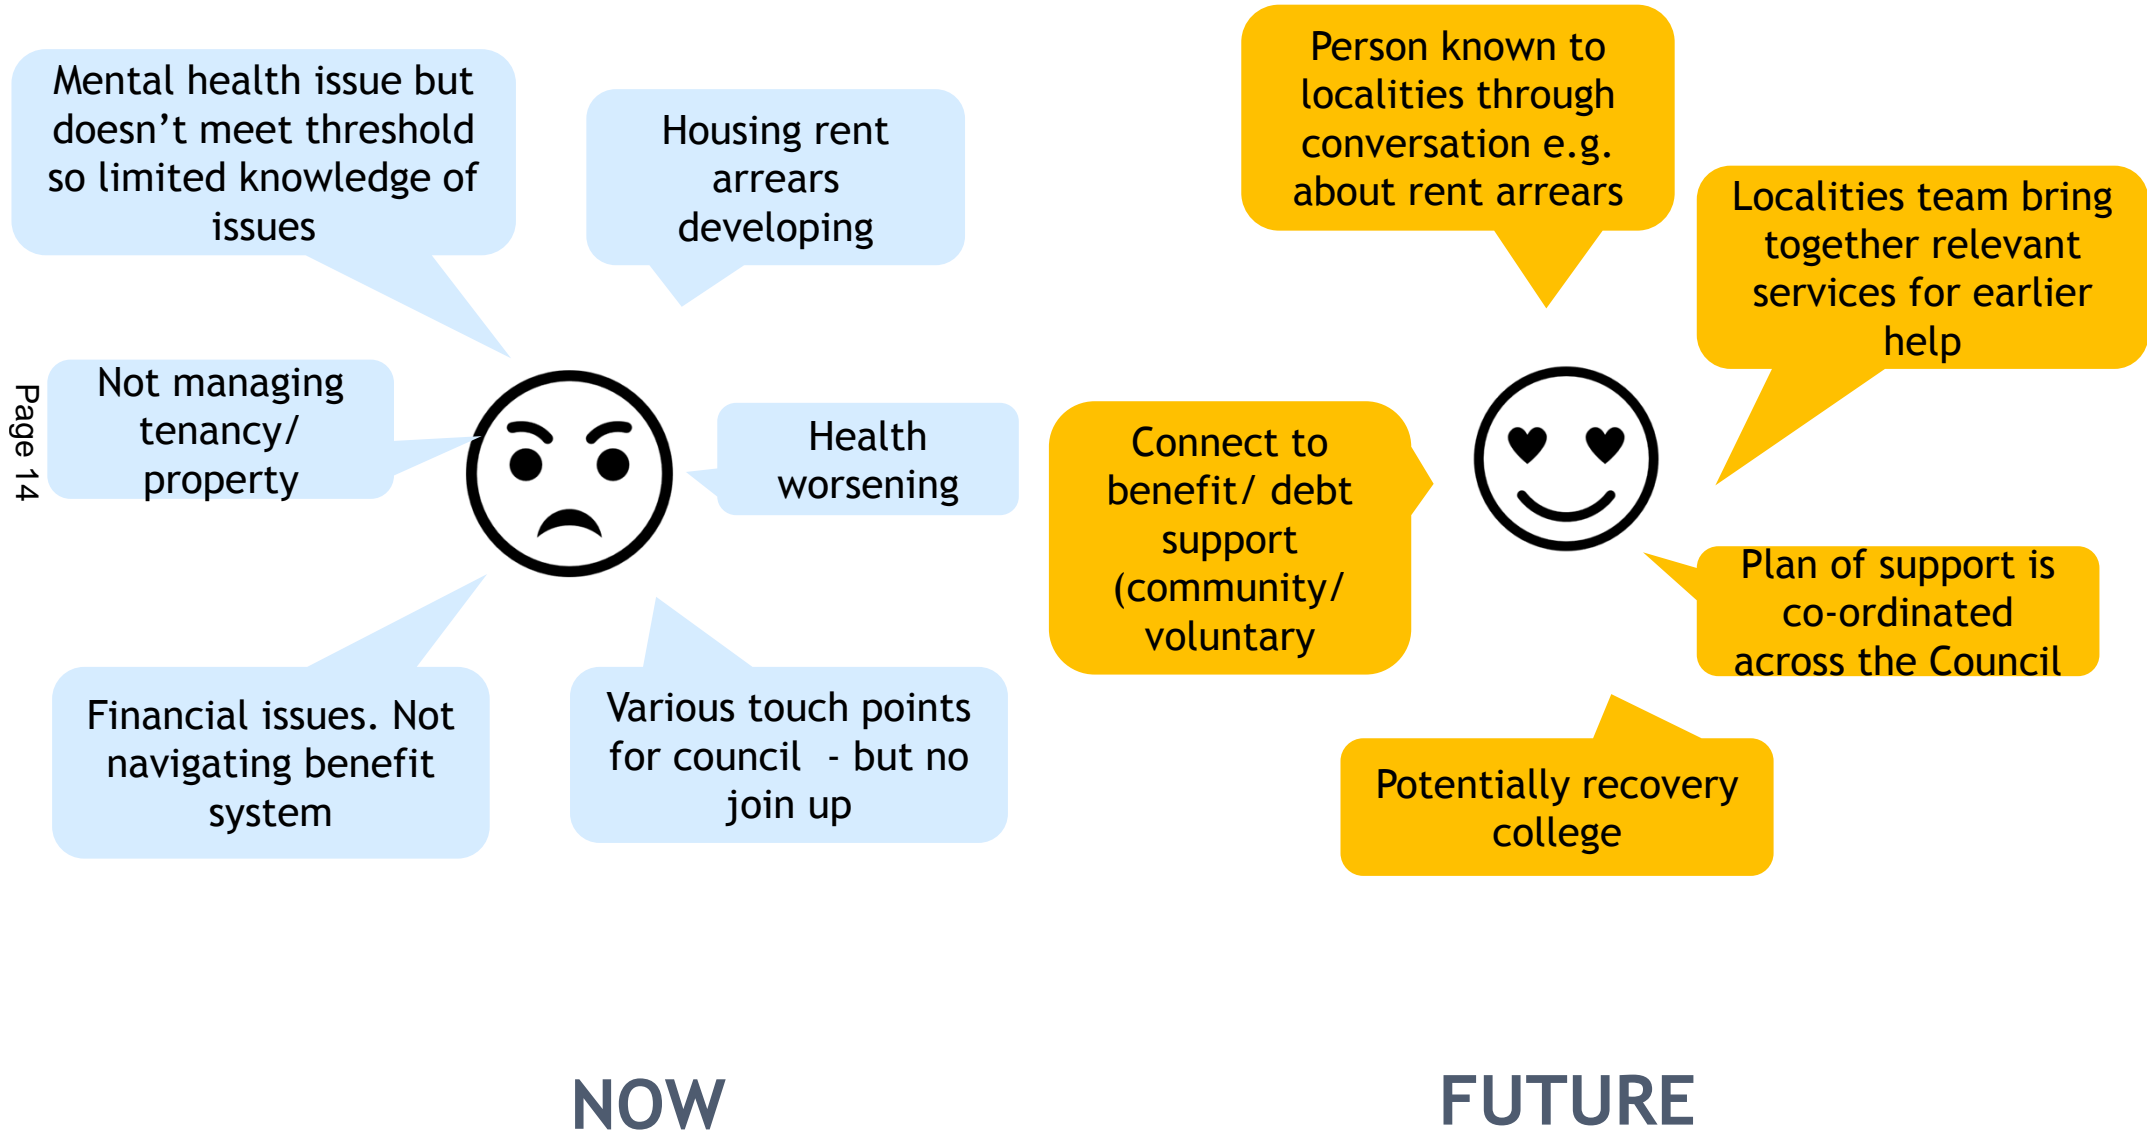 Mental health issue but
doesn’t meet threshold
so limited knowledge of
issues
Housing rent
arrears
developing
Not managing
tenancy/
property
Health
worsening
Financial issues. Not
navigating benefit
system
Various touch points
for council  - but no
join up
NOW
Person known to
localities through
conversation e.g.
about rent arrears
Localities team bring
together relevant
services for earlier
help
Connect to
benefit/ debt
support
(community/
voluntary
Plan of support is
co-ordinated
across the Council
Potentially recovery
college
FUTURE
Page 14